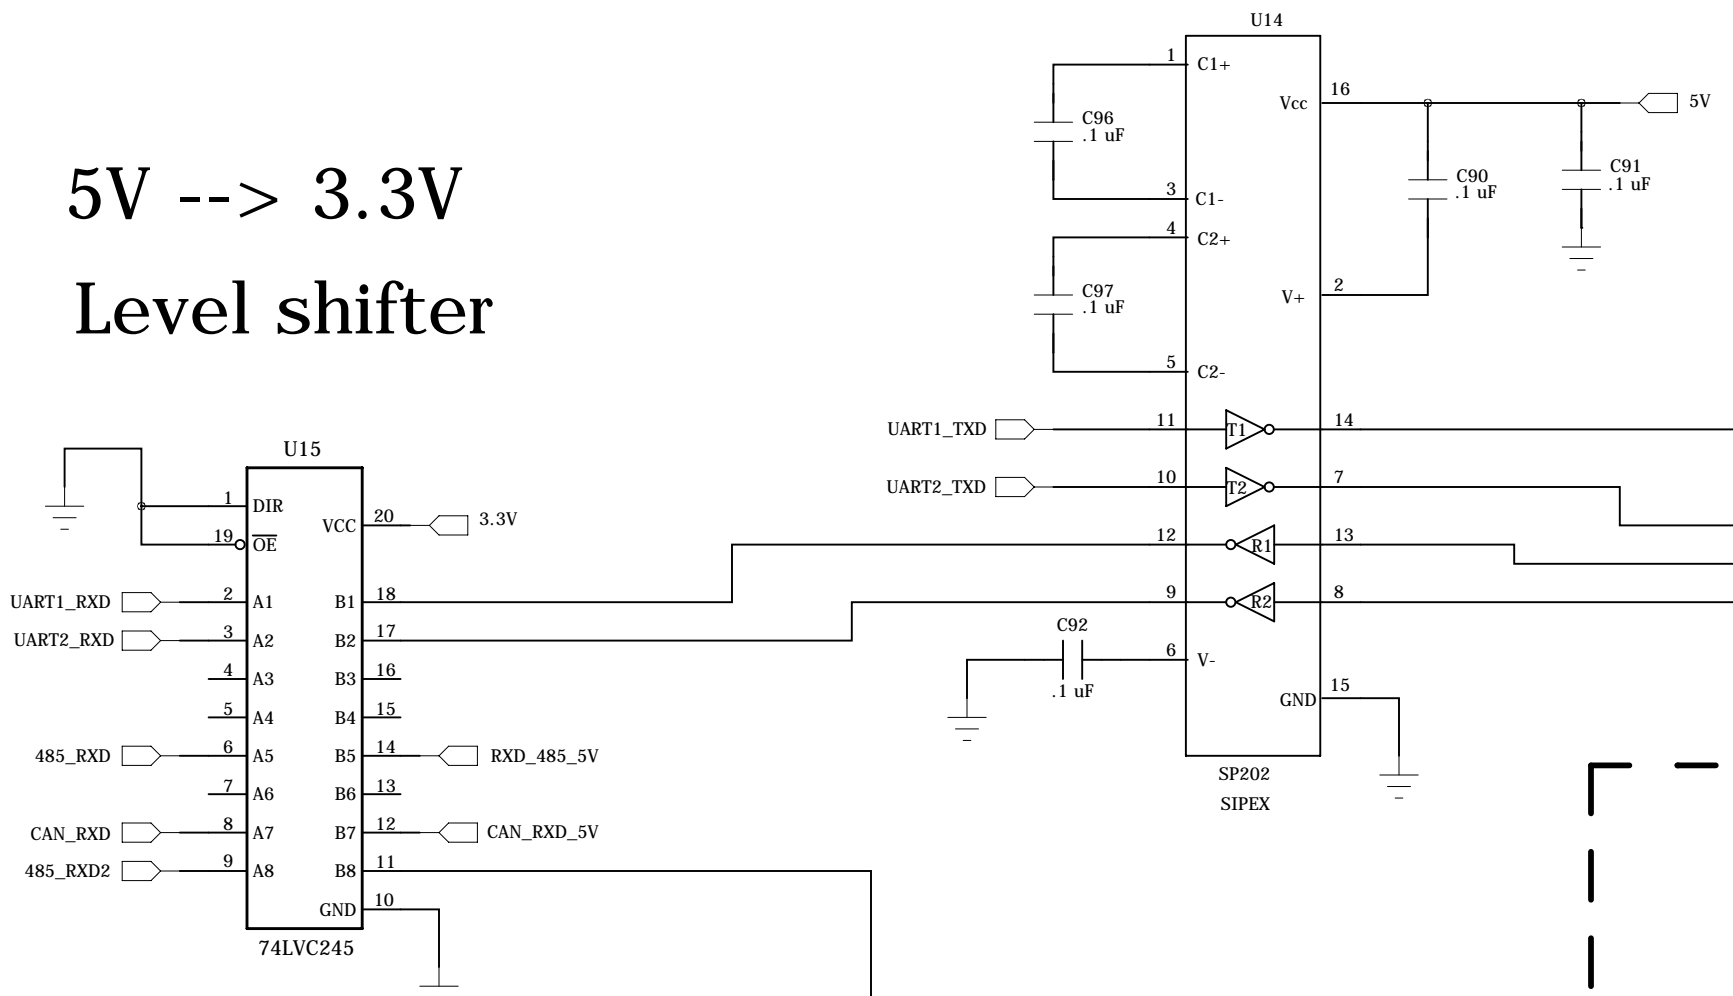 5V --> 3.3V
Level shifter
U14
1
C1+
C96
.1 uF
3
C1-
4
C2+
C97
.1 uF
5
C2-
Vcc
16
5V
C90
.1 uF
C91
.1 uF
V+
2
UART1_TXD
11
T1
14
UART2_TXD
10
T2
7
12
R1
13
9
R2
8
C92
.1 uF
6
V-
GND
15
SP202
SIPEX
U15
1
DIR
19
OE
VCC
20
3.3V
UART1_RXD
2
A1
B1
18
UART2_RXD
3
A2
B2
17
4
A3
B3
16
5
A4
B4
15
485_RXD
6
A5
B5
14
RXD_485_5V
7
A6
B6
13
CAN_RXD
8
A7
B7
12
CAN_RXD_5V
485_RXD2
9
A8
B8
11
GND
10
74LVC245